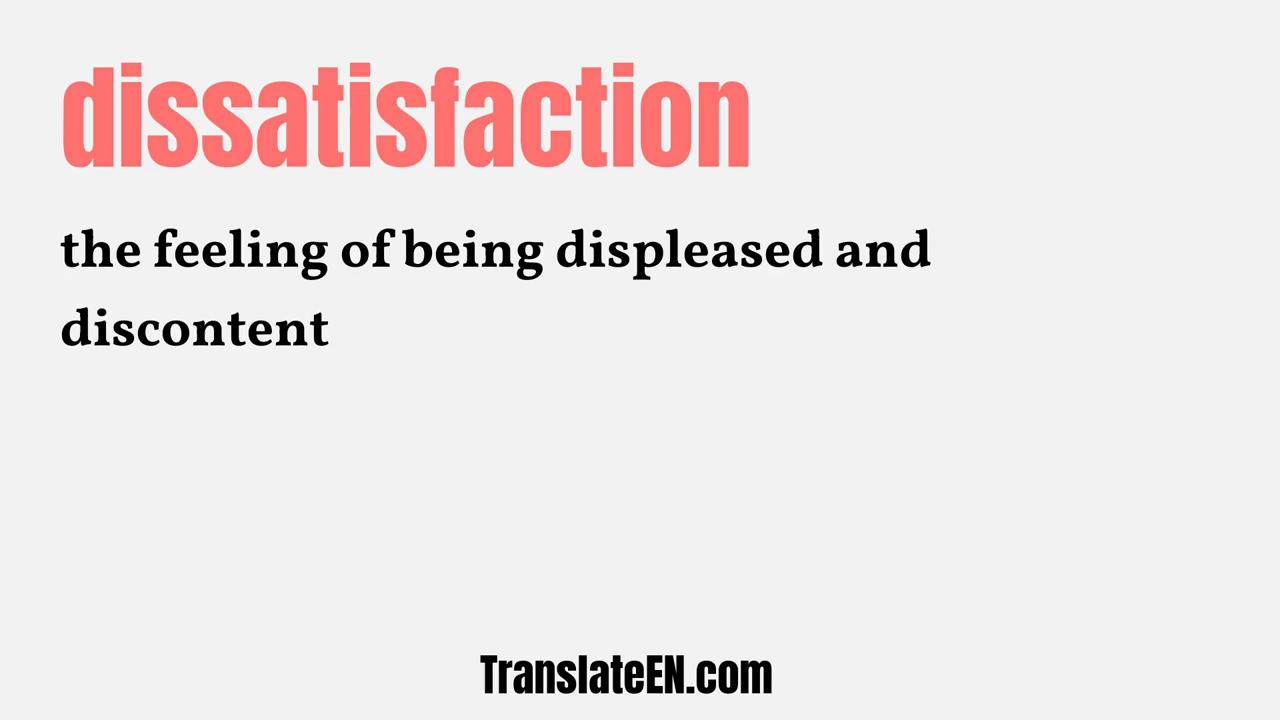 dissatisfaction
the feeling of being displeased and
discontent
TranslateEN.com